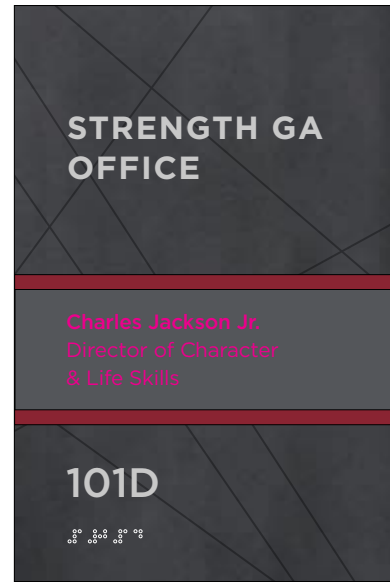 STRENGTH GA
OFFICE
Charles Jackson Jr.
Director of Character
& Life Skills
101D